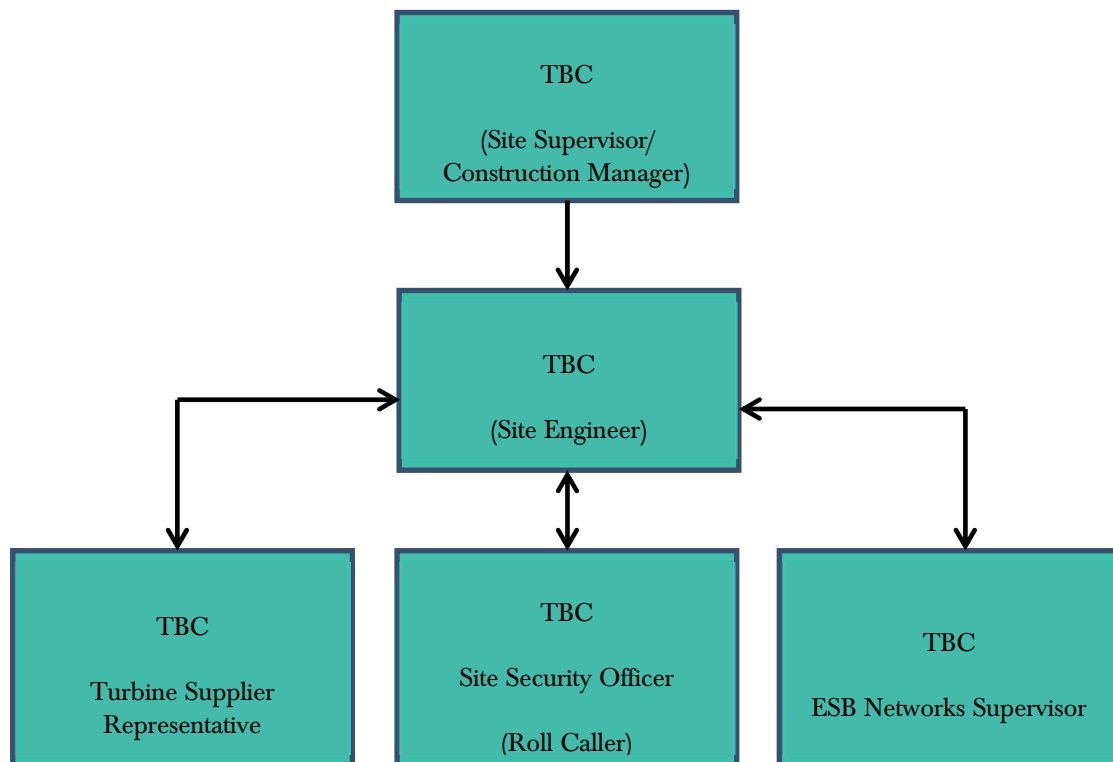 TBC
(Site Supervisor/
Construction Manager)
TBC
(Site Engineer)
TBC
Turbine Supplier
Representative
TBC
Site Security Officer
(Roll Caller)
TBC
ESB Networks Supervisor